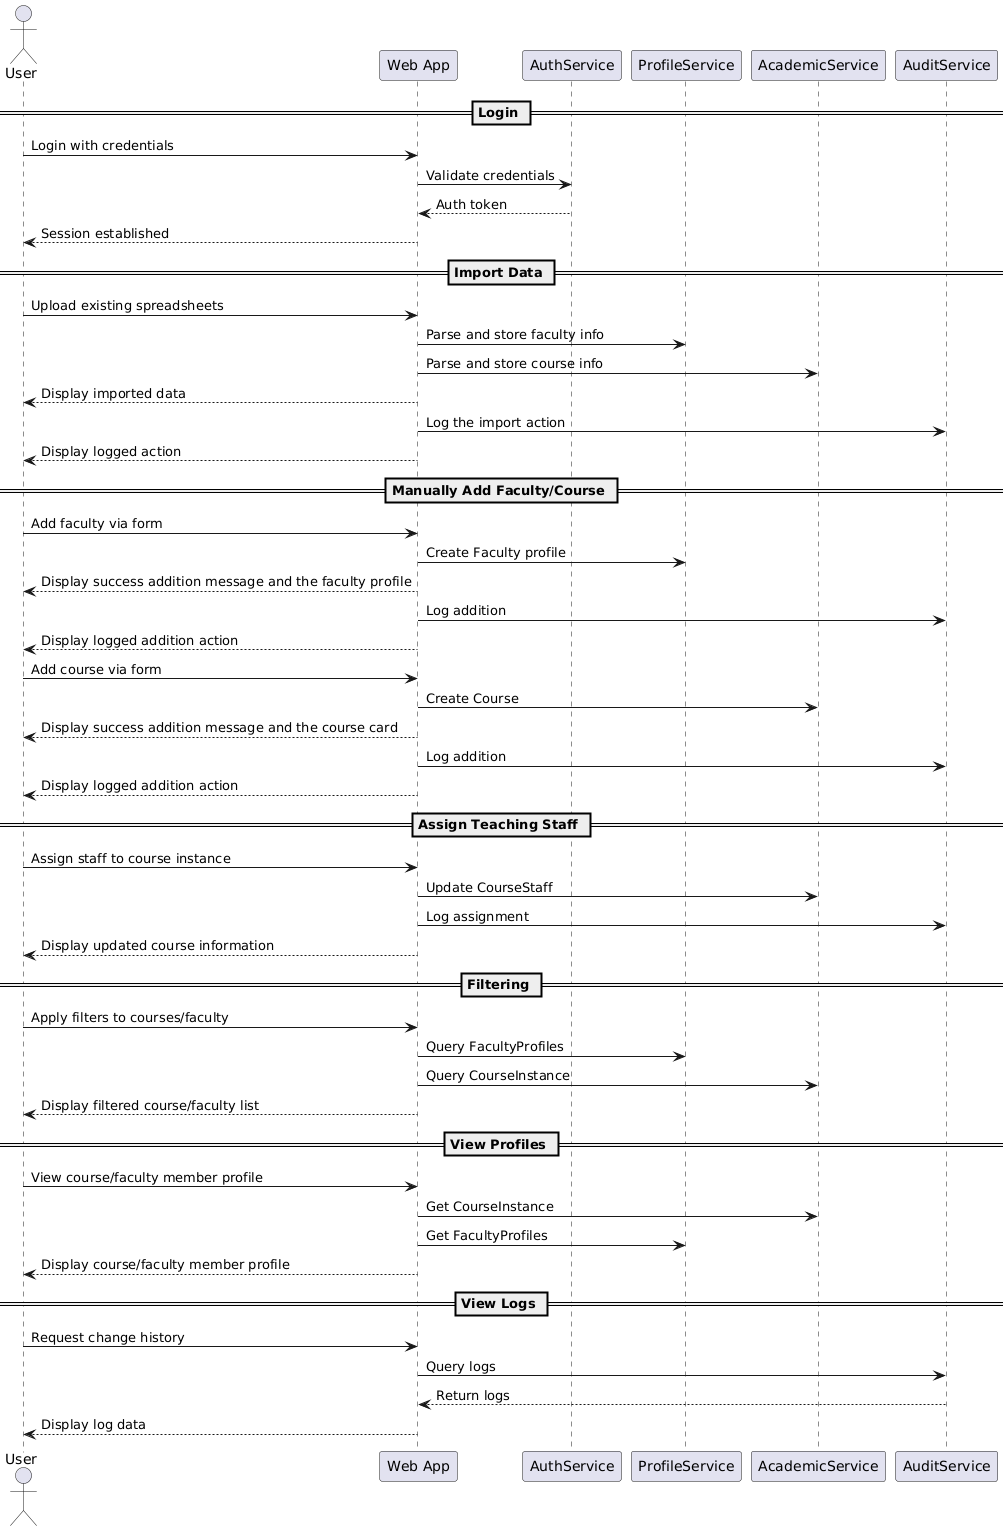 User
Web App
AuthService
ProfileService
AcademicService
AuditService
Login
Login with credentials
Validate credentials
Auth token
Session established
Import Data
Upload existing spreadsheets
Parse and store faculty info
Parse and store course info
Display imported data
Log the import action
Display logged action
Manually Add Faculty/Course
Add faculty via form
Create Faculty profile
Display success addition message and the faculty profile
Log addition
Display logged addition action
Add course via form
Create Course
Display success addition message and the course card
Log addition
Display logged addition action
Assign Teaching Staff
Assign staff to course instance
Update CourseStaff
Log assignment
Display updated course information
Filtering
Apply filters to courses/faculty
Query FacultyProfiles
Query CourseInstance
Display filtered course/faculty list
View Profiles
View course/faculty member profile
Get CourseInstance
Get FacultyProfiles
Display course/faculty member profile
View Logs
Request change history
Query logs
Return logs
Display log data
User
Web App
AuthService
ProfileService
AcademicService
AuditService